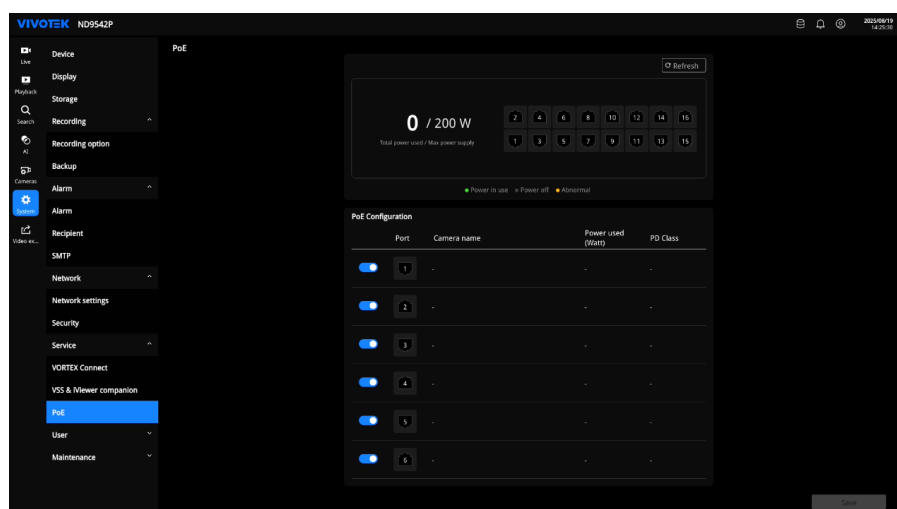 VIVOTEK ND9542P
2025/08/19
14:25:30
Live
Playback
Search
AI
Cameras
System
Video ex...
Device
Display
Storage
Recording
Recording option
Backup
Alarm
Alarm
Recipient
SMTP
Network
Network settings
Security
Service
VORTEX Connect
VSS & iViewer companion
PoE
User
Maintenance
PoE
Refresh
0 / 200 W
Total power used / Max power supply
2 4 6 8 10 12 14 16
1 3 5 7 9 11 13 15
Power in use Power off Abnormal
PoE Configuration
Port Camera name Power used (Watt) PD Class
1 - - -
2 - - -
3 - - -
4 - - -
5 - - -
6 - - -
Save